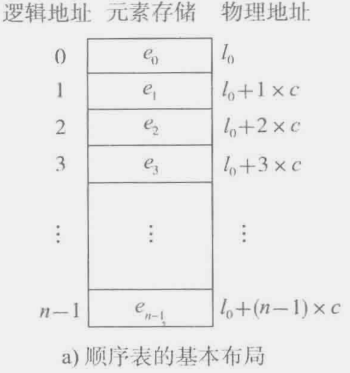 逻辑地址 元素存储 物理地址
0 e₀ l₀
1 e₁ l₀+1×c
2 e₂ l₀+2×c
3 e₃ l₀+3×c
⋮ ⋮ ⋮
n−1 eₙ₋₁ l₀+(n−1)×c
a) 顺序表的基本布局